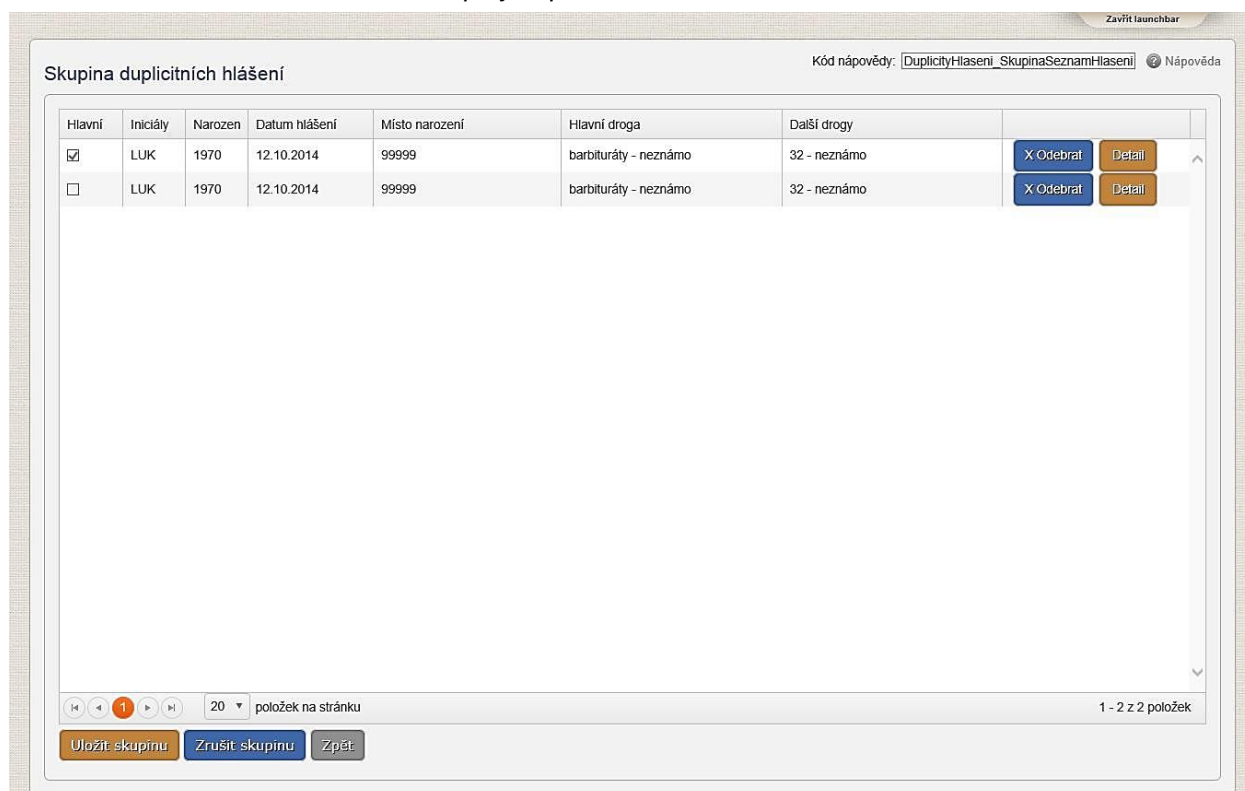 Zavřít launchbar
Skupina duplicitních hlášení
Kód nápovědy: DuplicityHlaseni_SkupinaSeznamHlaseni Nápověda
Hlavní Iniciály Narozen Datum hlášení Místo narození Hlavní droga Další drogy
LUK 1970 12.10.2014 99999 barbituráty - neznámo 32 - neznámo X Odebrat Detail
LUK 1970 12.10.2014 99999 barbituráty - neznámo 32 - neznámo X Odebrat Detail
1 20 položek na stránku 1 - 2 z 2 položek
Uložit skupinu Zrušit skupinu Zpět